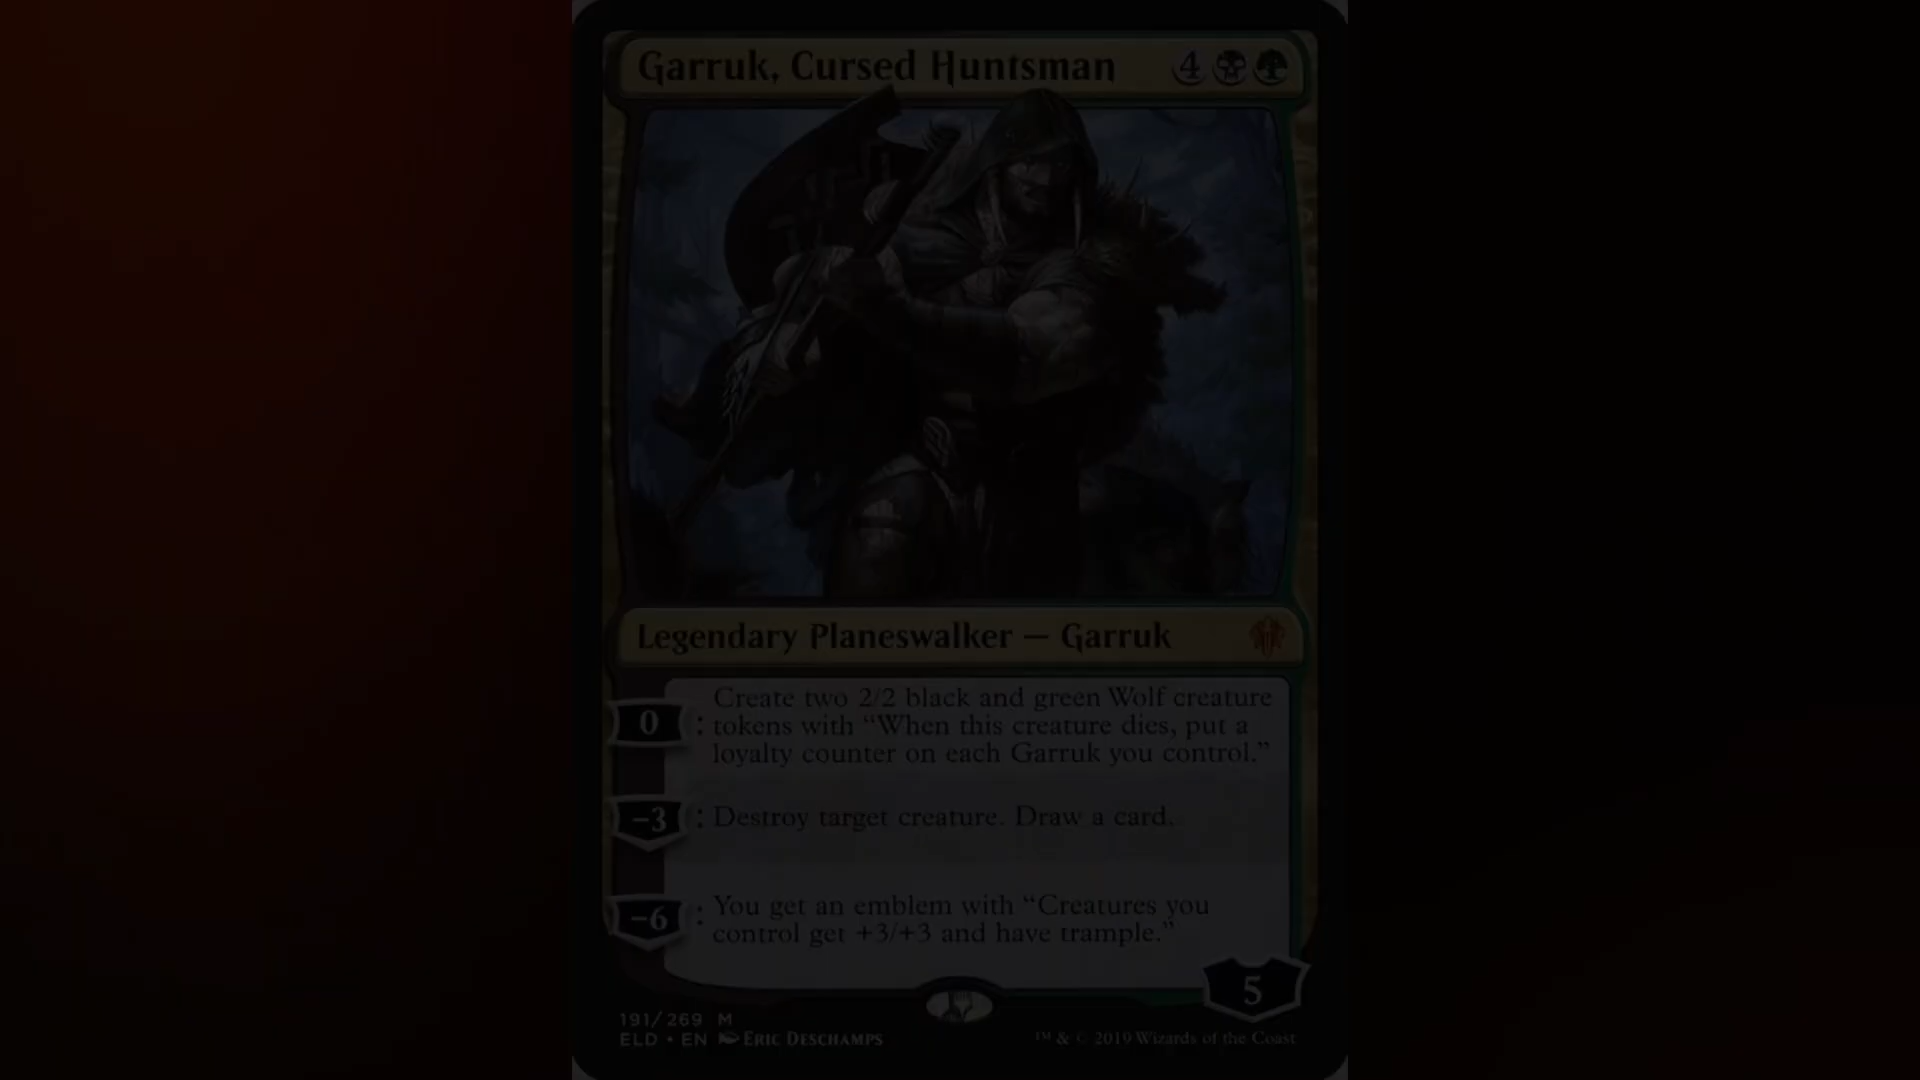 Garruk, Cursed Huntsman 4
Legendary Planeswalker — Garruk
Create two 2/2 black and green Wolf creature
0 : tokens with “When this creature dies, put a
loyalty counter on each Garruk you control.”
−3 : Destroy target creature. Draw a card.
−6 : You get an emblem with “Creatures you
control get +3/+3 and have trample.”
5
191/269 M
ELD • EN Eric Deschamps
™ & © 2019 Wizards of the Coast